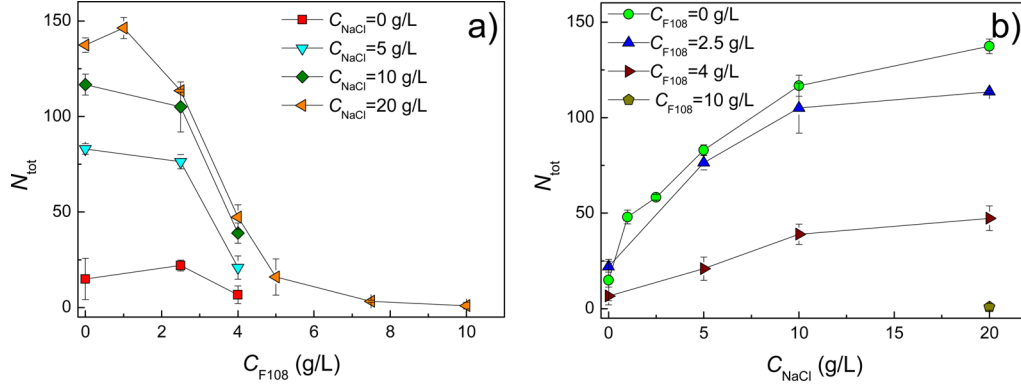 a)
C_NaCl=0 g/L
C_NaCl=5 g/L
C_NaCl=10 g/L
C_NaCl=20 g/L
150
100
50
0
N_tot
0 2 4 6 8 10
C_F108 (g/L)
b)
C_F108=0 g/L
C_F108=2.5 g/L
C_F108=4 g/L
C_F108=10 g/L
150
100
50
0
N_tot
0 5 10 15 20
C_NaCl (g/L)